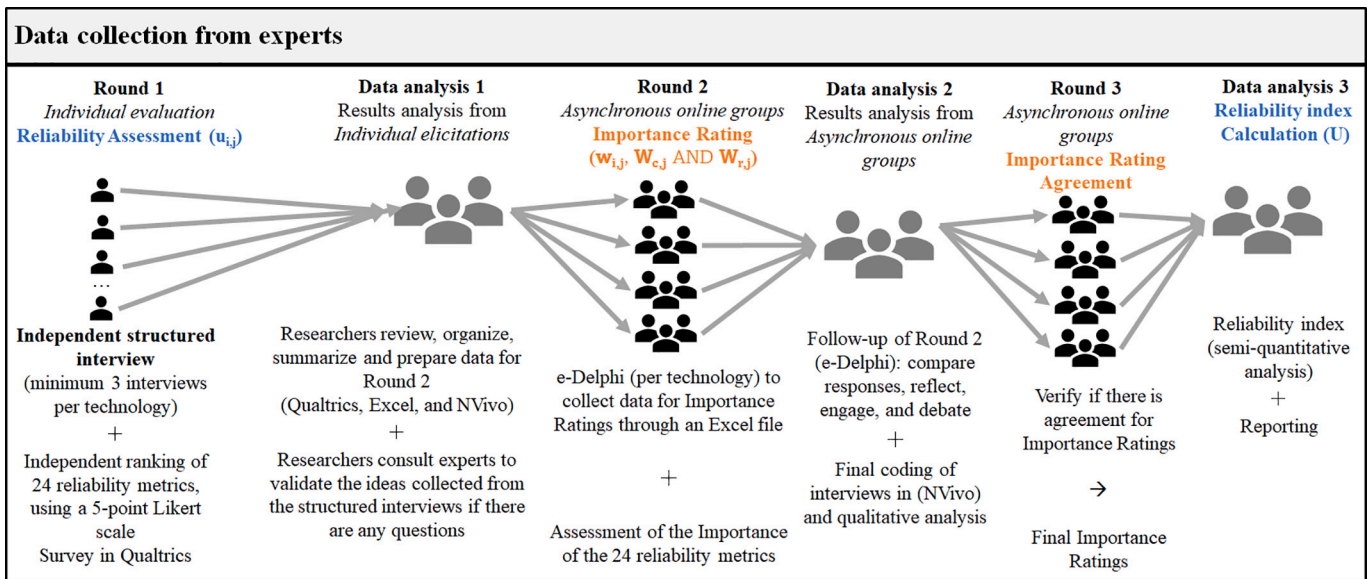 Data collection from experts
Round 1
Individual evaluation
Reliability Assessment (u_{i,j})
...
Independent structured
interview
(minimum 3 interviews
per technology)
+
Independent ranking of
24 reliability metrics,
using a 5-point Likert
scale
Survey in Qualtrics
Data analysis 1
Results analysis from
Individual elicitations
Researchers review, organize,
summarize and prepare data for
Round 2
(Qualtrics, Excel, and NVivo)
+
Researchers consult experts to
validate the ideas collected from
the structured interviews if there
are any questions
Round 2
Asynchronous online groups
Importance Rating
(w_{i,j}, W_{c,j} AND W_{r,j})
e-Delphi (per technology) to
collect data for Importance
Ratings through an Excel file
+
Assessment of the Importance
of the 24 reliability metrics
Data analysis 2
Results analysis from
Asynchronous online
groups
Follow-up of Round 2
(e-Delphi): compare
responses, reflect,
engage, and debate
+
Final coding of
interviews in (NVivo)
and qualitative analysis
Round 3
Asynchronous online
groups
Importance Rating
Agreement
Verify if there is
agreement for
Importance Ratings
→
Final Importance
Ratings
Data analysis 3
Reliability index
Calculation (U)
Reliability index
(semi-quantitative
analysis)
+
Reporting